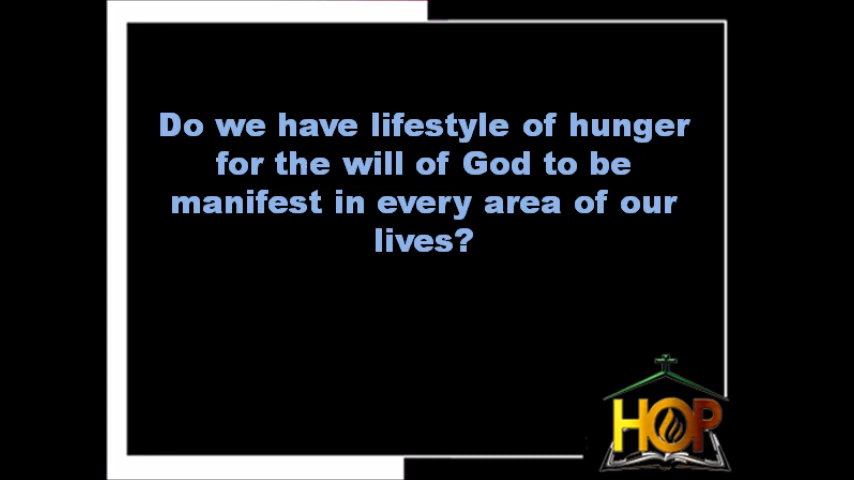 Do we have lifestyle of hunger
for the will of God to be
manifest in every area of our
lives?
HOP